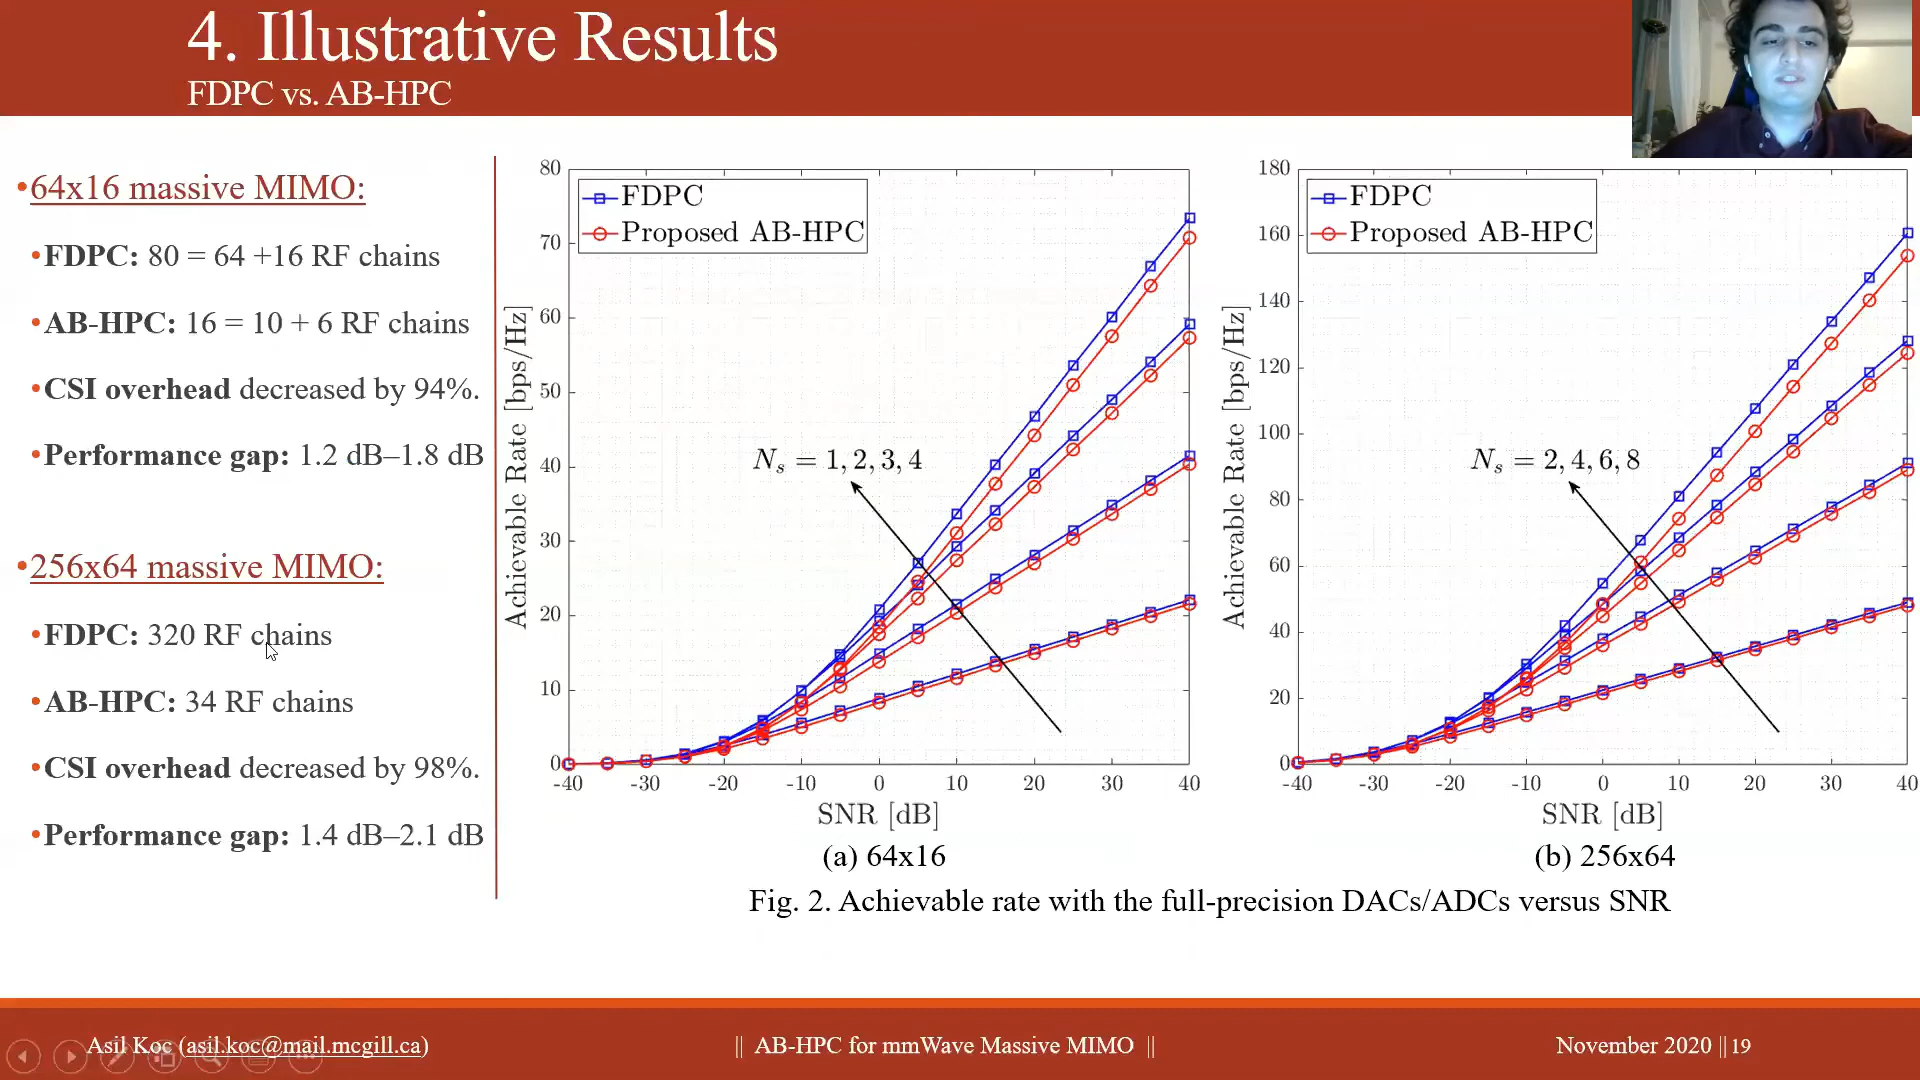 4. Illustrative Results
FDPC vs. AB-HPC
•64x16 massive MIMO:
•FDPC: 80 = 64 +16 RF chains
•AB-HPC: 16 = 10 + 6 RF chains
•CSI overhead decreased by 94%.
•Performance gap: 1.2 dB–1.8 dB
•256x64 massive MIMO:
•FDPC: 320 RF chains
•AB-HPC: 34 RF chains
•CSI overhead decreased by 98%.
•Performance gap: 1.4 dB–2.1 dB
Achievable Rate [bps/Hz]
80
70
60
50
40
30
20
10
0
FDPC
Proposed AB-HPC
Nₛ = 1, 2, 3, 4
-40 -30 -20 -10 0 10 20 30 40
SNR [dB]
(a) 64x16
Achievable Rate [bps/Hz]
180
160
140
120
100
80
60
40
20
0
FDPC
Proposed AB-HPC
Nₛ = 2, 4, 6, 8
-40 -30 -20 -10 0 10 20 30 40
SNR [dB]
(b) 256x64
Fig. 2. Achievable rate with the full-precision DACs/ADCs versus SNR
Asil Koc (asil.koc@mail.mcgill.ca)
|| AB-HPC for mmWave Massive MIMO ||
November 2020 || 19